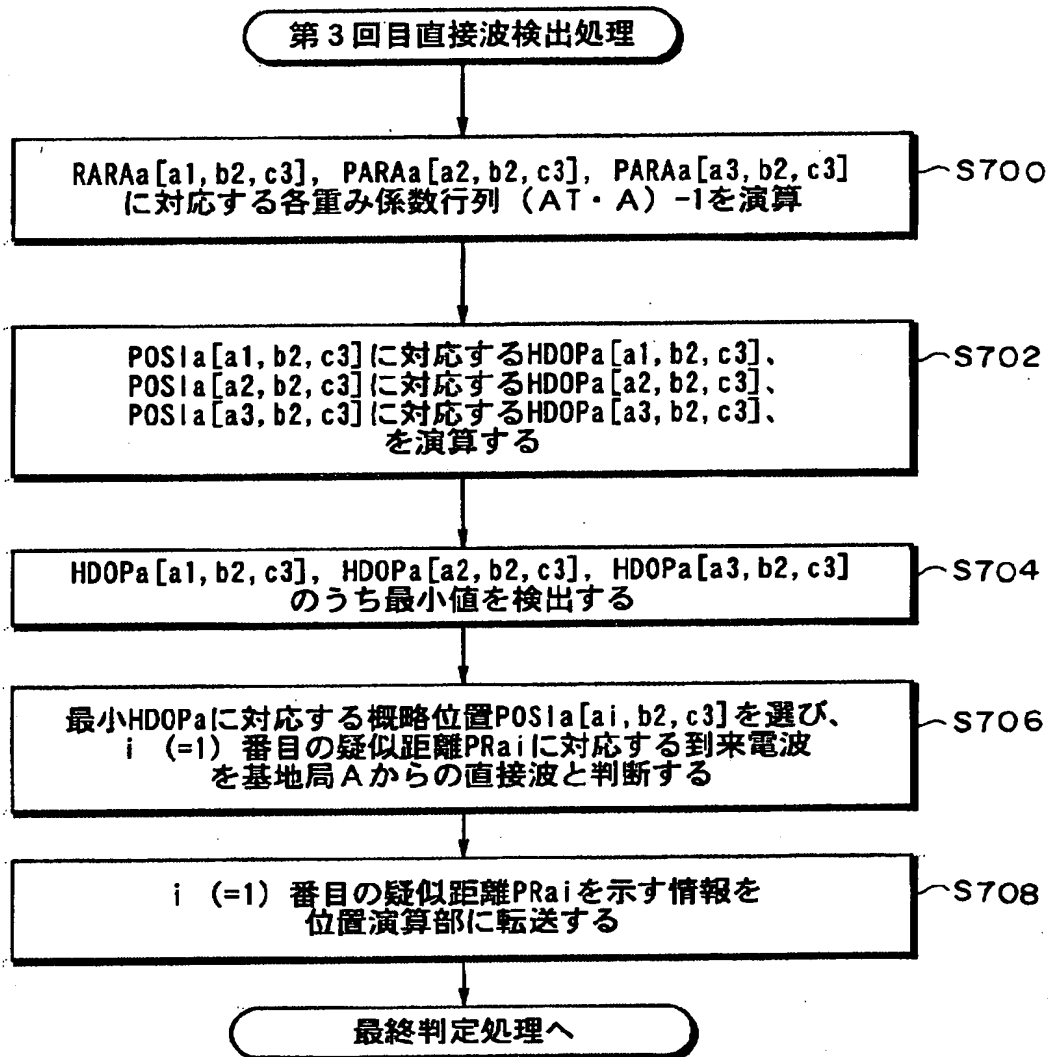 第3回目直接波検出処理
RARAa[a1,b2,c3], PARAa[a2,b2,c3], PARAa[a3,b2,c3]
に対応する各重み係数行列(AT・A)-1を演算
S700
POSIa[a1,b2,c3]に対応するHDOPa[a1,b2,c3]、
POSIa[a2,b2,c3]に対応するHDOPa[a2,b2,c3]、
POSIa[a3,b2,c3]に対応するHDOPa[a3,b2,c3]、
を演算する
S702
HDOPa[a1,b2,c3], HDOPa[a2,b2,c3], HDOPa[a3,b2,c3]
のうち最小値を検出する
S704
最小HDOPaに対応する概略位置POSIa[ai,b2,c3]を選び、
i (=1) 番目の疑似距離PRaiに対応する到来電波
を基地局Aからの直接波と判断する
S706
i (=1) 番目の疑似距離PRaiを示す情報を
位置演算部に転送する
S708
最終判定処理へ